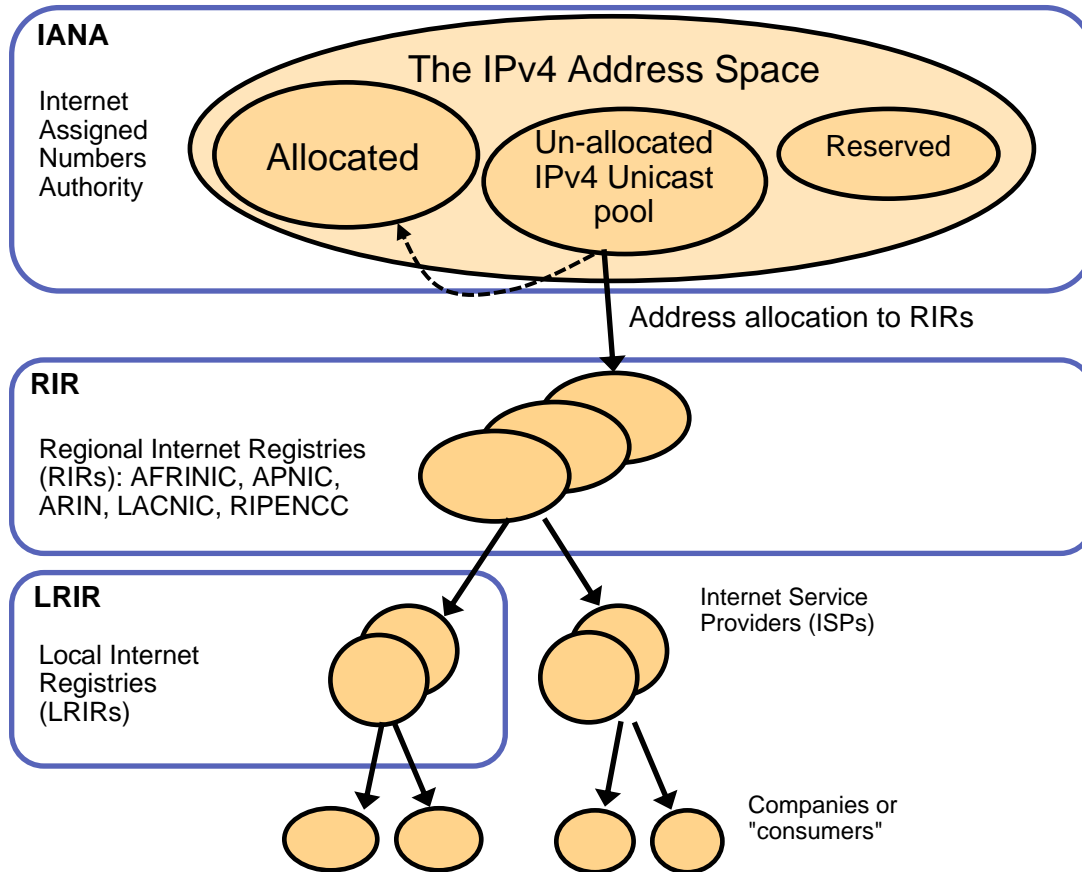 IANA
Internet
Assigned
Numbers
Authority
The IPv4 Address Space
Allocated
Un-allocated
IPv4 Unicast
pool
Reserved
Address allocation to RIRs
RIR
Regional Internet Registries
(RIRs): AFRINIC, APNIC,
ARIN, LACNIC, RIPENCC
LRIR
Local Internet
Registries
(LRIRs)
Internet Service
Providers (ISPs)
Companies or
"consumers"